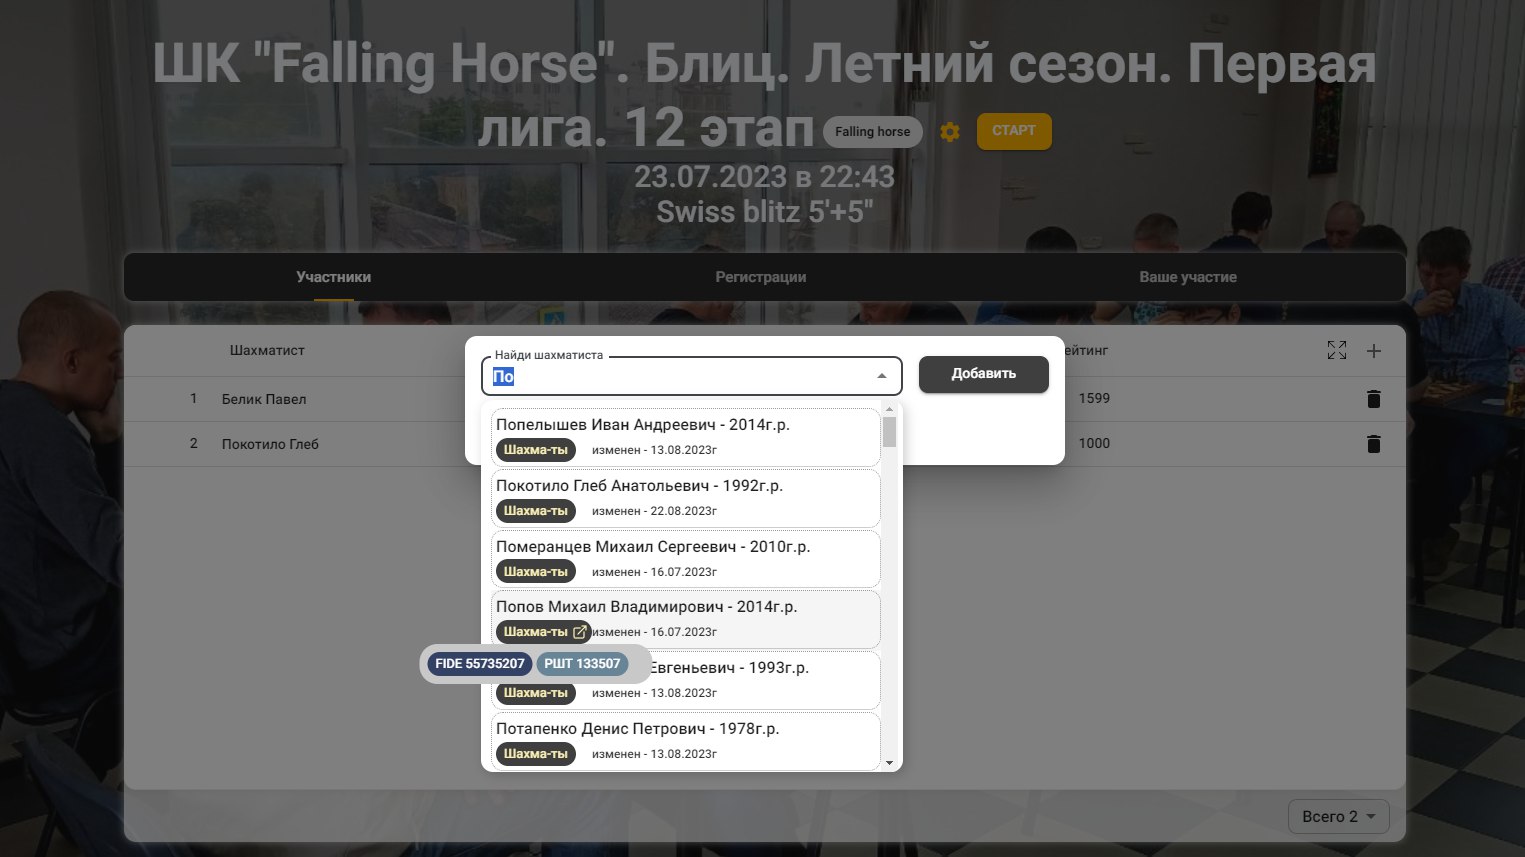 ШК "Falling Horse". Блиц. Летний сезон. Первая
лига. 12 этап Falling horse СТАРТ
23.07.2023 в 22:43
Swiss blitz 5'+5"
Участники Регистрации Ваше участие
Шахматист ейтинг
1 Белик Павел 1599
2 Покотило Глеб 1000
Найди шахматиста
По Добавить
Попелышев Иван Андреевич - 2014г.р.
Шахма-ты изменен - 13.08.2023г
Покотило Глеб Анатольевич - 1992г.р.
Шахма-ты изменен - 22.08.2023г
Померанцев Михаил Сергеевич - 2010г.р.
Шахма-ты изменен - 16.07.2023г
Попов Михаил Владимирович - 2014г.р.
Шахма-ты изменен - 16.07.2023г
FIDE 55735207 РШТ 133507
Евгеньевич - 1993г.р.
Шахма-ты изменен - 13.08.2023г
Потапенко Денис Петрович - 1978г.р.
Шахма-ты изменен - 13.08.2023г
Всего 2